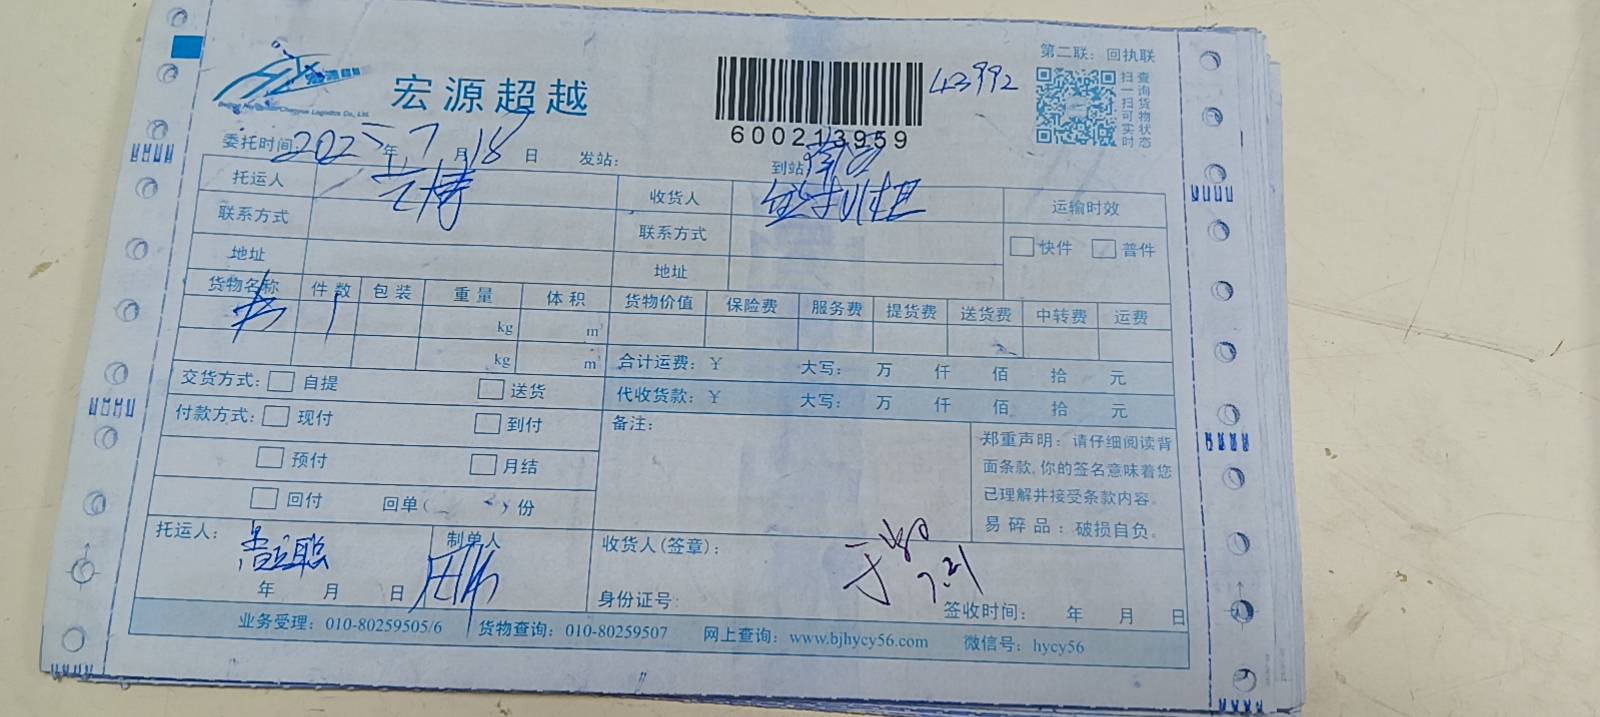 第二联：回执联
宏源超越
43992
600213959
扫一扫可实时
查询货物状态
委托时间：2025年7月18日 发站： 到站：
托运人 收货人 运输时效
联系方式 联系方式 快件 普件
地址 地址
货物名称 件数 包装 重量 体积 货物价值 保险费 服务费 提货费 送货费 中转费 运费
书 1 kg m³
kg m³ 合计运费：￥ 大写： 万 仟 佰 拾 元
交货方式： 自提 送货 代收货款：￥ 大写： 万 仟 佰 拾 元
付款方式： 现付 到付 备注：
预付 月结
回付 回单（ ）份
郑重声明：请仔细阅读背
面条款，你的签名意味着您
已理解并接受条款内容。
易碎品：破损自负。
托运人： 制单人 收货人(签章)：
7.21
年 月 日 身份证号： 签收时间： 年 月 日
业务受理：010-80259505/6 货物查询：010-80259507 网上查询：www.bjhycy56.com 微信号：hycy56